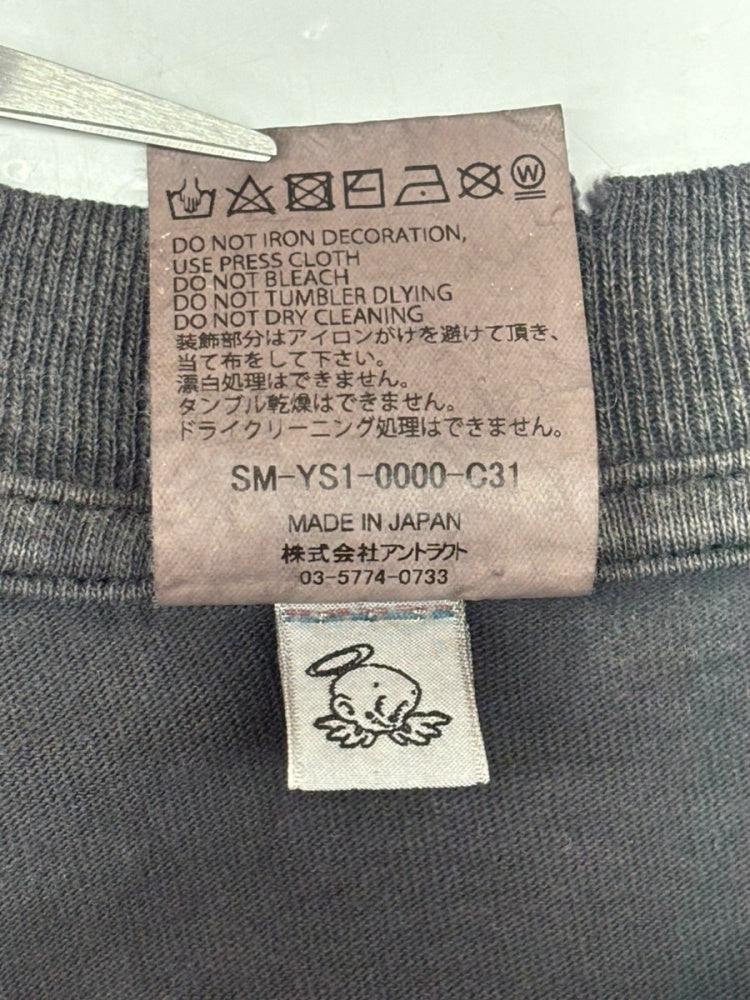 W
DO NOT IRON DECORATION,
USE PRESS CLOTH
DO NOT BLEACH
DO NOT TUMBLER DLYING
DO NOT DRY CLEANING
装飾部分はアイロンがけを避けて頂き、
当て布をして下さい。
漂白処理はできません。
タンブル乾燥はできません。
ドライクリーニング処理はできません。
SM-YS1-0000-C31
MADE IN JAPAN
株式会社アントラクト
03-5774-0733